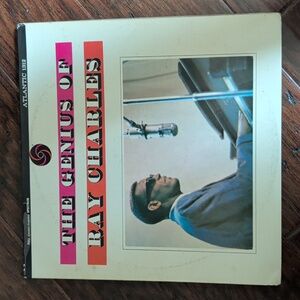 ATLANTIC 1312
THE GENIUS OF
RAY CHARLES